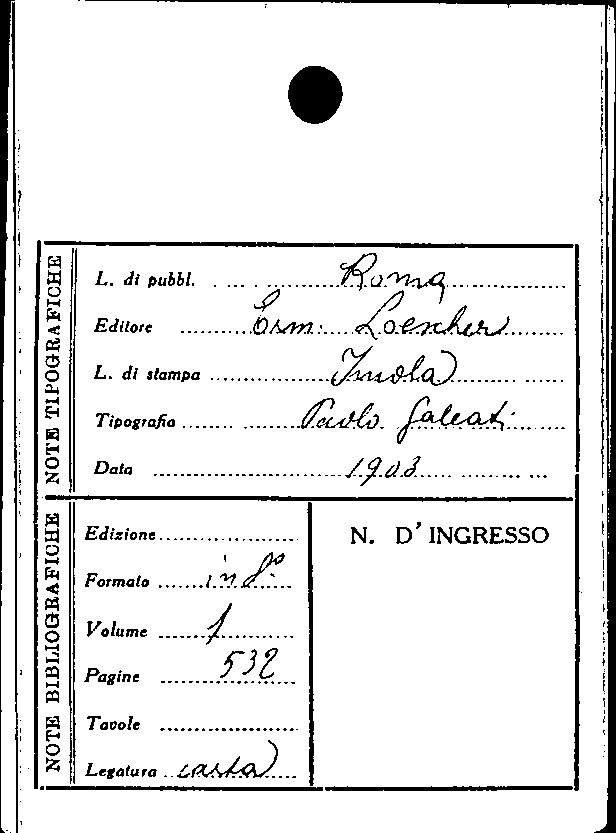 NOTE TIPOGRAFICHE
L. di pubbl. Roma
Editore Erm. Loescher
L. di stampa Imola
Tipografia Paolo Galeati
Data 1903
NOTE BIBLIOGRAFICHE
Edizione
Formato in 8º
Volume 1
Pagine 532
Tavole
Legatura carta
N. D'INGRESSO